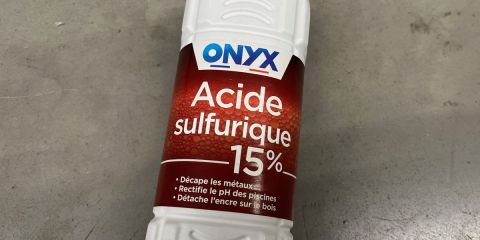 ONYX
Acide
sulfurique
15%
• Décape les métaux
• Rectifie le pH des piscines
• Détache l'encre sur le bois